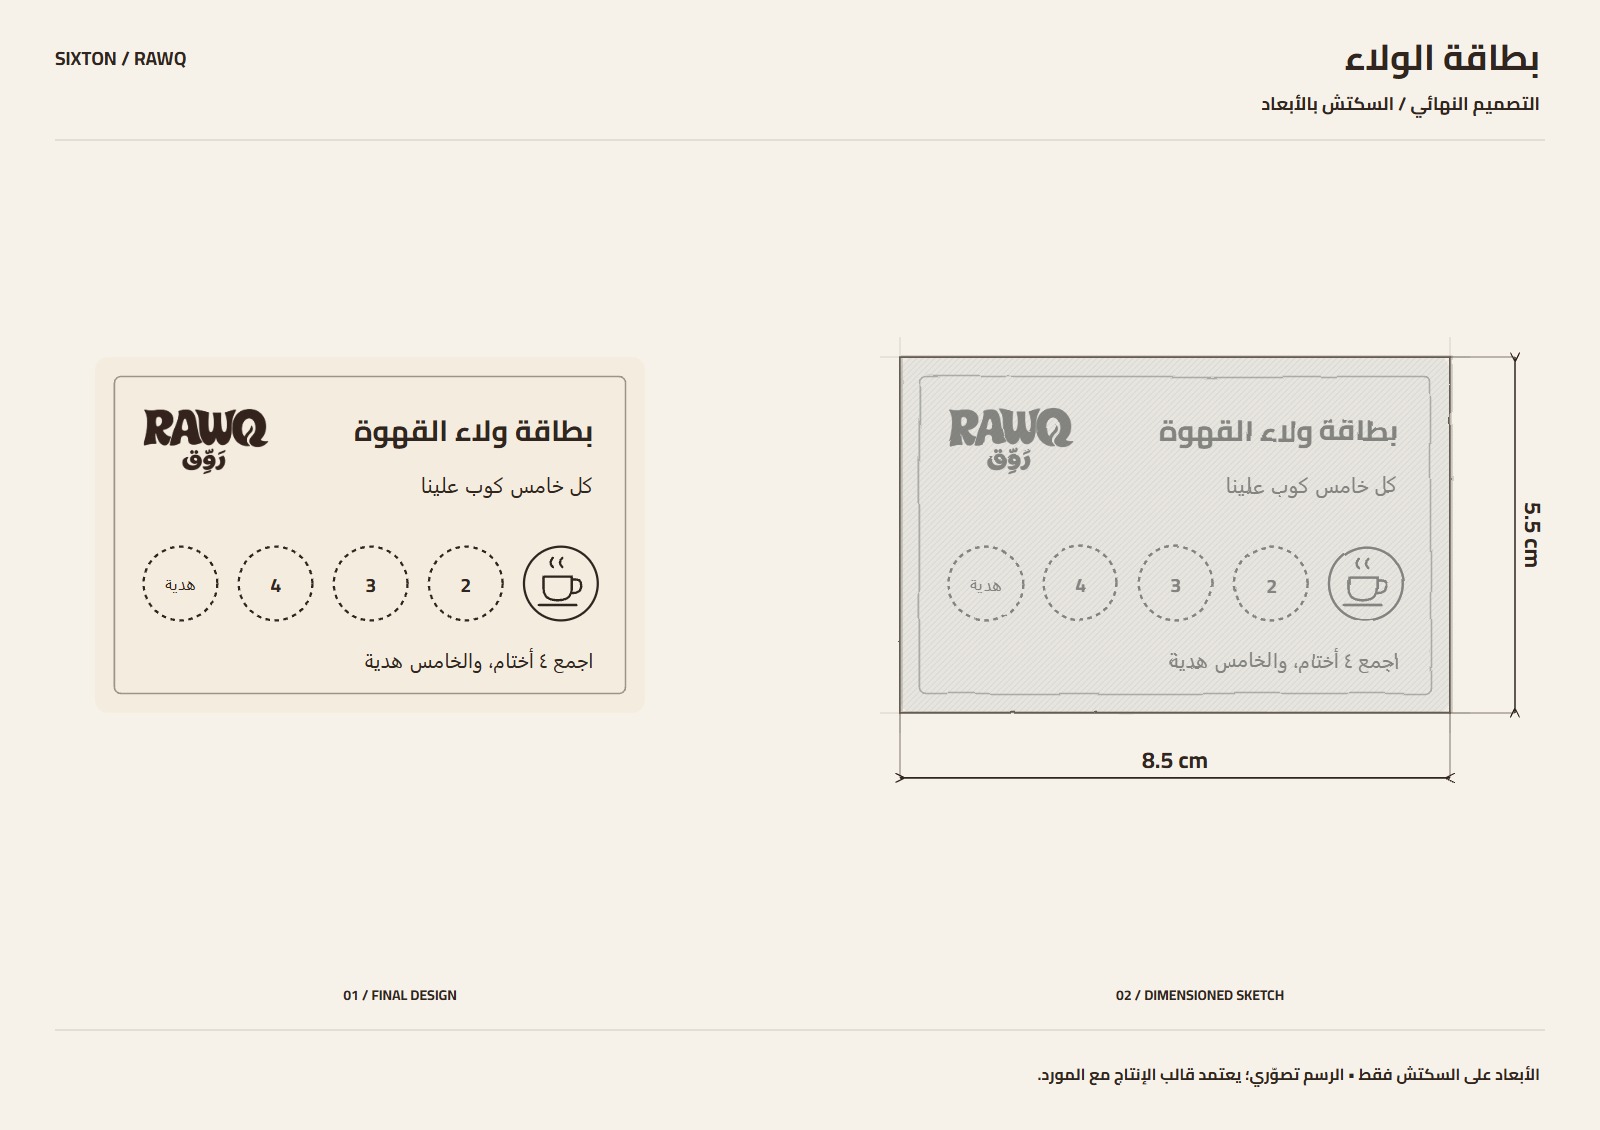 SIXTON / RAWQ
بطاقة الولاء
التصميم النهائي / السكتش بالأبعاد
RAWQ
رَوِّق
بطاقة ولاء القهوة
كل خامس كوب علينا
2
3
4
هدية
اجمع ٤ أختام، والخامس هدية
RAWQ
رَوِّق
بطاقة ولاء القهوة
كل خامس كوب علينا
2
3
4
هدية
اجمع ٤ أختام، والخامس هدية
5.5 cm
8.5 cm
01 / FINAL DESIGN
02 / DIMENSIONED SKETCH
الأبعاد على السكتش فقط • الرسم تصوّري؛ يعتمد قالب الإنتاج مع المورد.